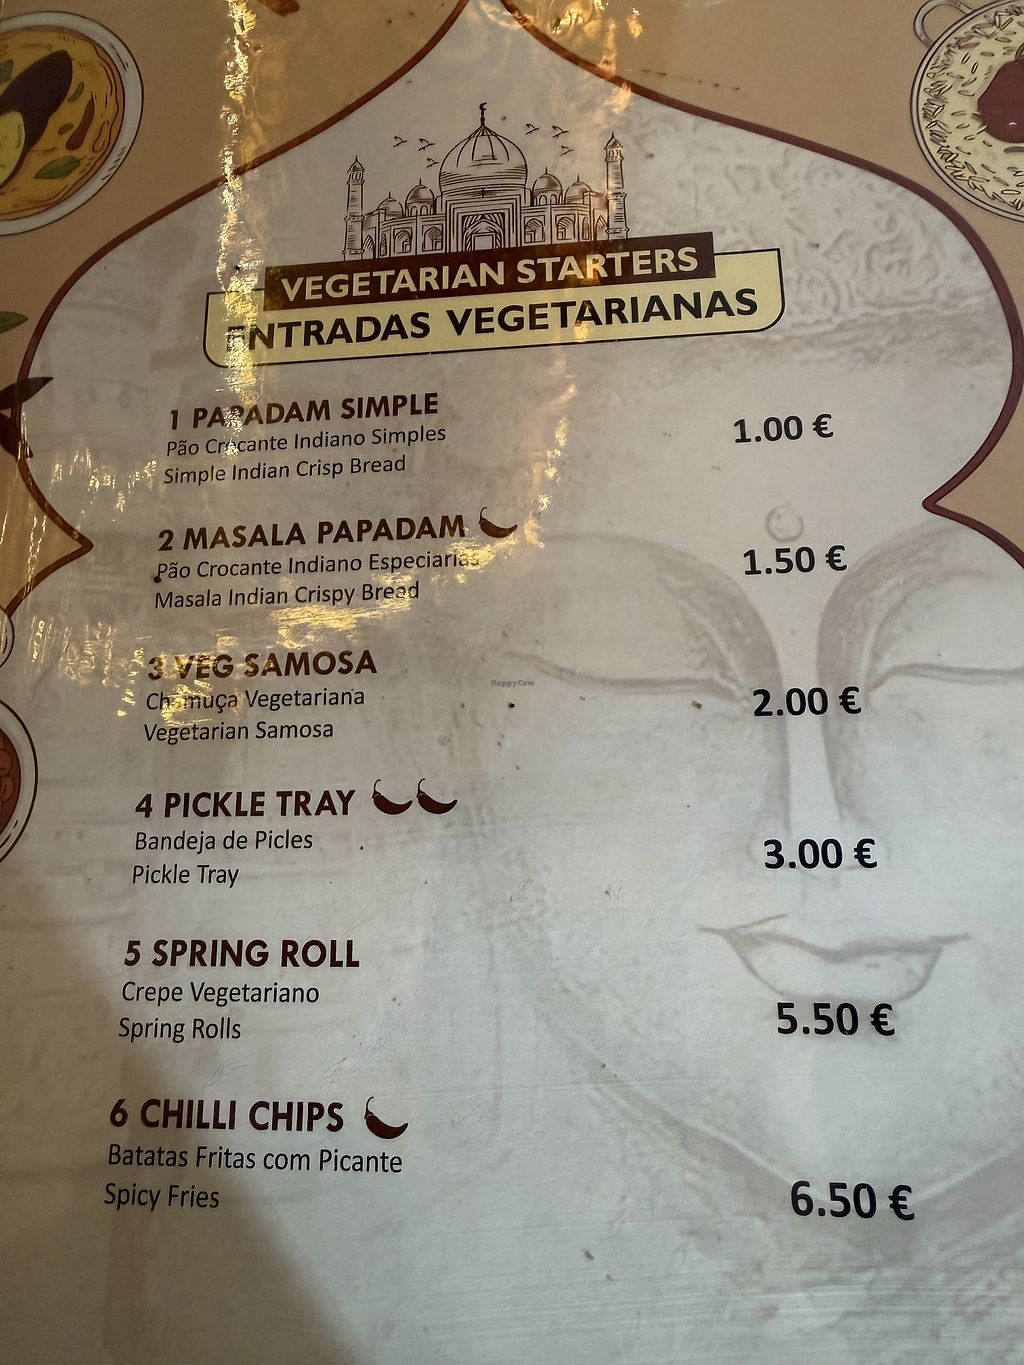 VEGETARIAN STARTERS
ENTRADAS VEGETARIANAS
1 PAPADAM SIMPLE
Pão Crocante Indiano Simples
Simple Indian Crisp Bread
1.00 €
2 MASALA PAPADAM
Pão Crocante Indiano Especiarias
Masala Indian Crispy Bread
1.50 €
3 VEG SAMOSA
Chamuça Vegetariana
Vegetarian Samosa
2.00 €
HappyCow
4 PICKLE TRAY
Bandeja de Picles
Pickle Tray
3.00 €
5 SPRING ROLL
Crepe Vegetariano
Spring Rolls
5.50 €
6 CHILLI CHIPS
Batatas Fritas com Picante
Spicy Fries
6.50 €